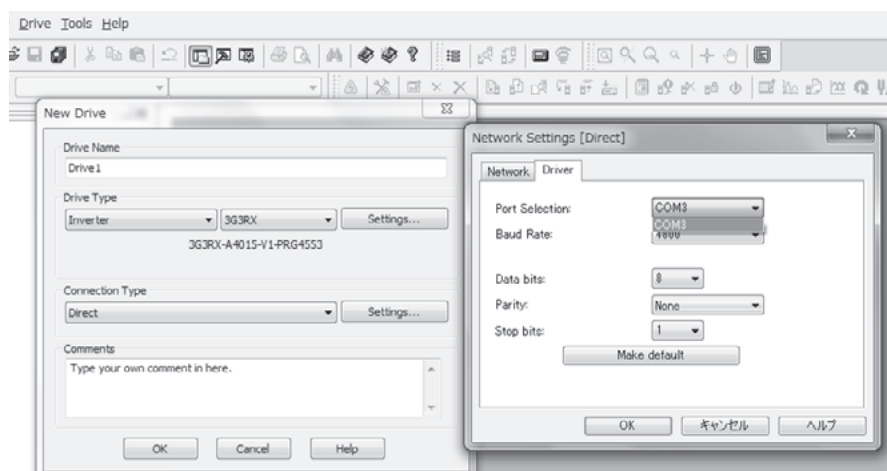 Drive Tools Help
New Drive
Drive Name
Drive1
Drive Type
Inverter
3G3RX
Settings...
3G3RX-A4015-V1-PRG4553
Connection Type
Direct
Settings...
Comments
Type your own comment in here.
OK
Cancel
Help
Network Settings [Direct]
Network
Driver
Port Selection:
COM3
COM3
Baud Rate:
4800
Data bits:
8
Parity:
None
Stop bits:
1
Make default
OK
キャンセル
ヘルプ